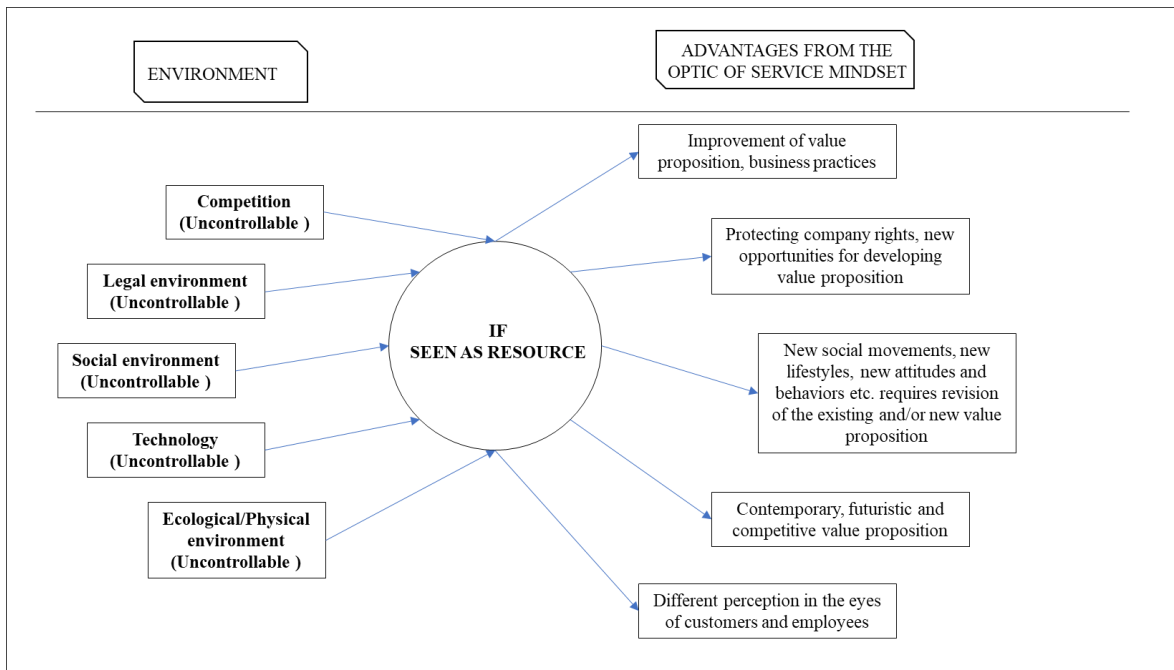 ENVIRONMENT
ADVANTAGES FROM THE
OPTIC OF SERVICE MINDSET
Competition
(Uncontrollable )
Legal environment
(Uncontrollable )
Social environment
(Uncontrollable )
Technology
(Uncontrollable )
Ecological/Physical
environment
(Uncontrollable )
IF
SEEN AS RESOURCE
Improvement of value
proposition, business practices
Protecting company rights, new
opportunities for developing
value proposition
New social movements, new
lifestyles, new attitudes and
behaviors etc. requires revision
of the existing and/or new value
proposition
Contemporary, futuristic and
competitive value proposition
Different perception in the eyes
of customers and employees